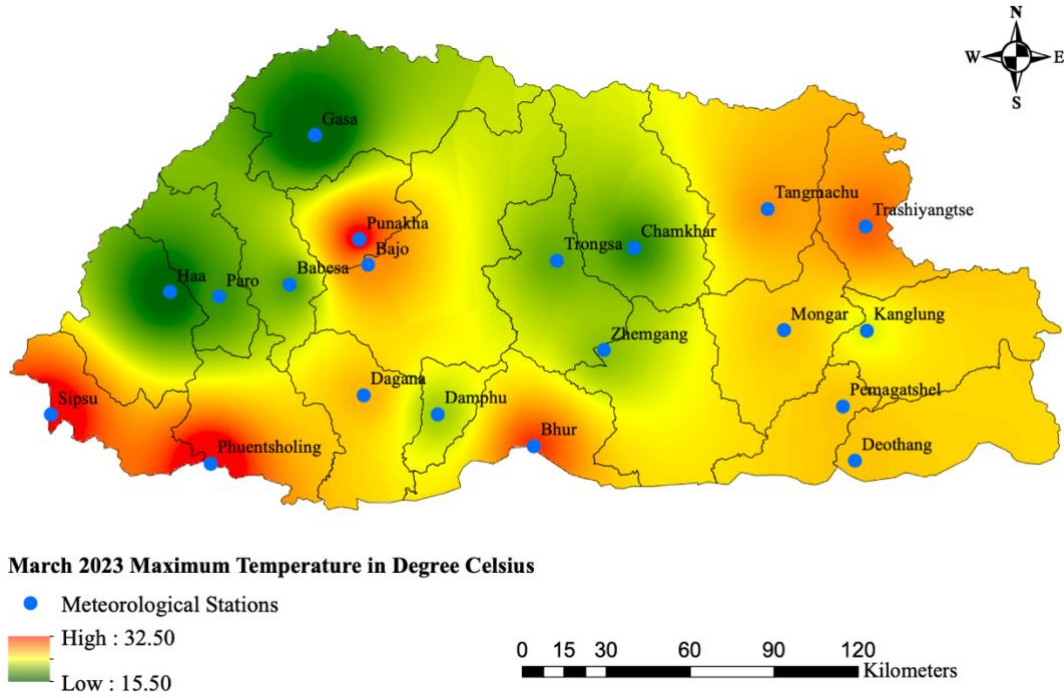 N
W E
S
Gasa
Tangmachu
Trashiyangtse
Punakha
Bajo
Trongsa
Chamkhar
Haa
Paro
Babesa
Mongar
Kanglung
Zhemgang
Sipsu
Dagana
Damphu
Pemagatshel
Phuentsholing
Bhur
Deothang
March 2023 Maximum Temperature in Degree Celsius
Meteorological Stations
High : 32.50
Low : 15.50
0 15 30 60 90 120
Kilometers